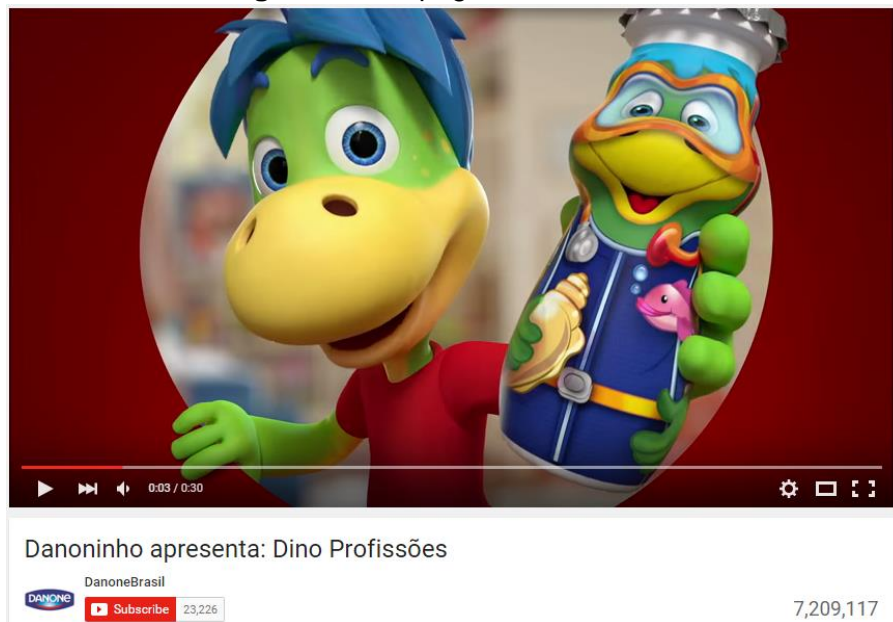 0:03 / 0:30
Danoninho apresenta: Dino Profissões
DANONE
DanoneBrasil
Subscribe 23,226
7,209,117